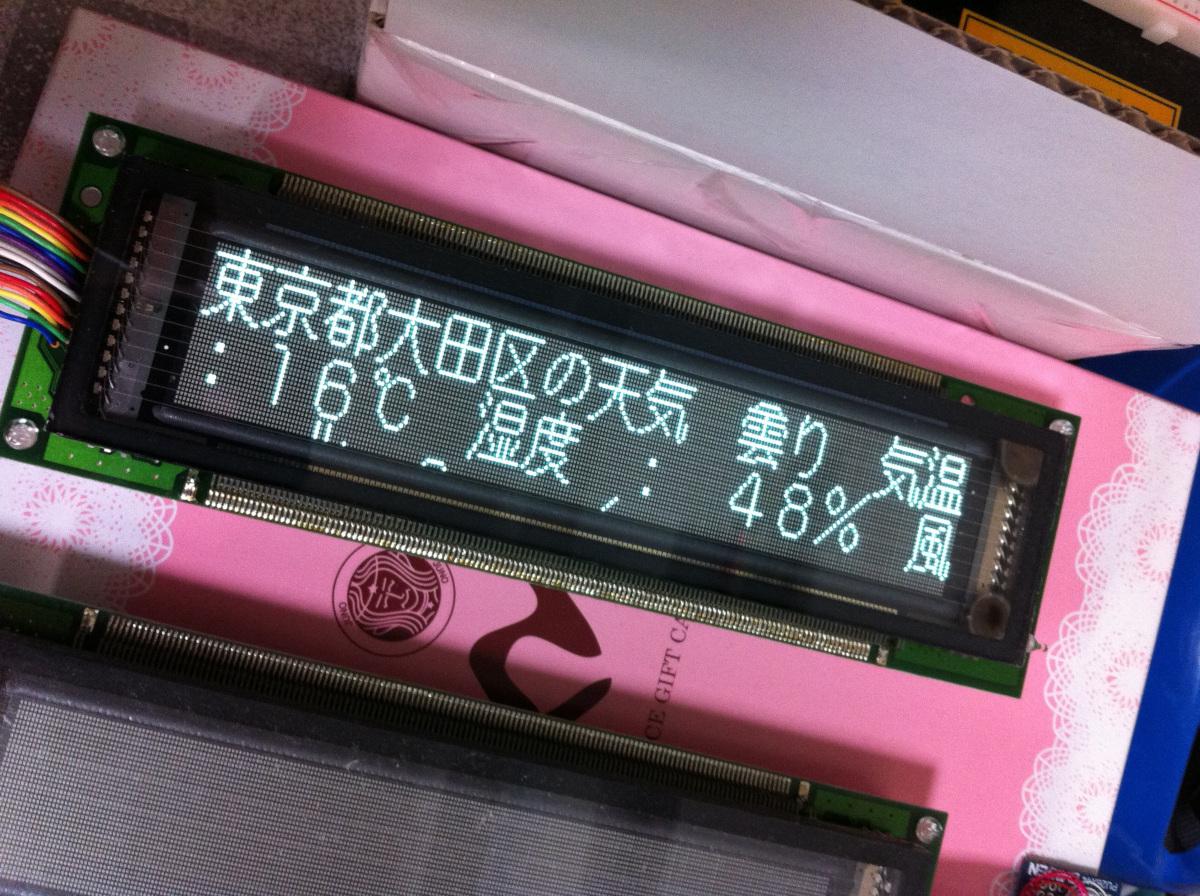 東京都大田区の天気 曇り 気温
:16℃ 湿度 : 48% 風
CE GIFT CA